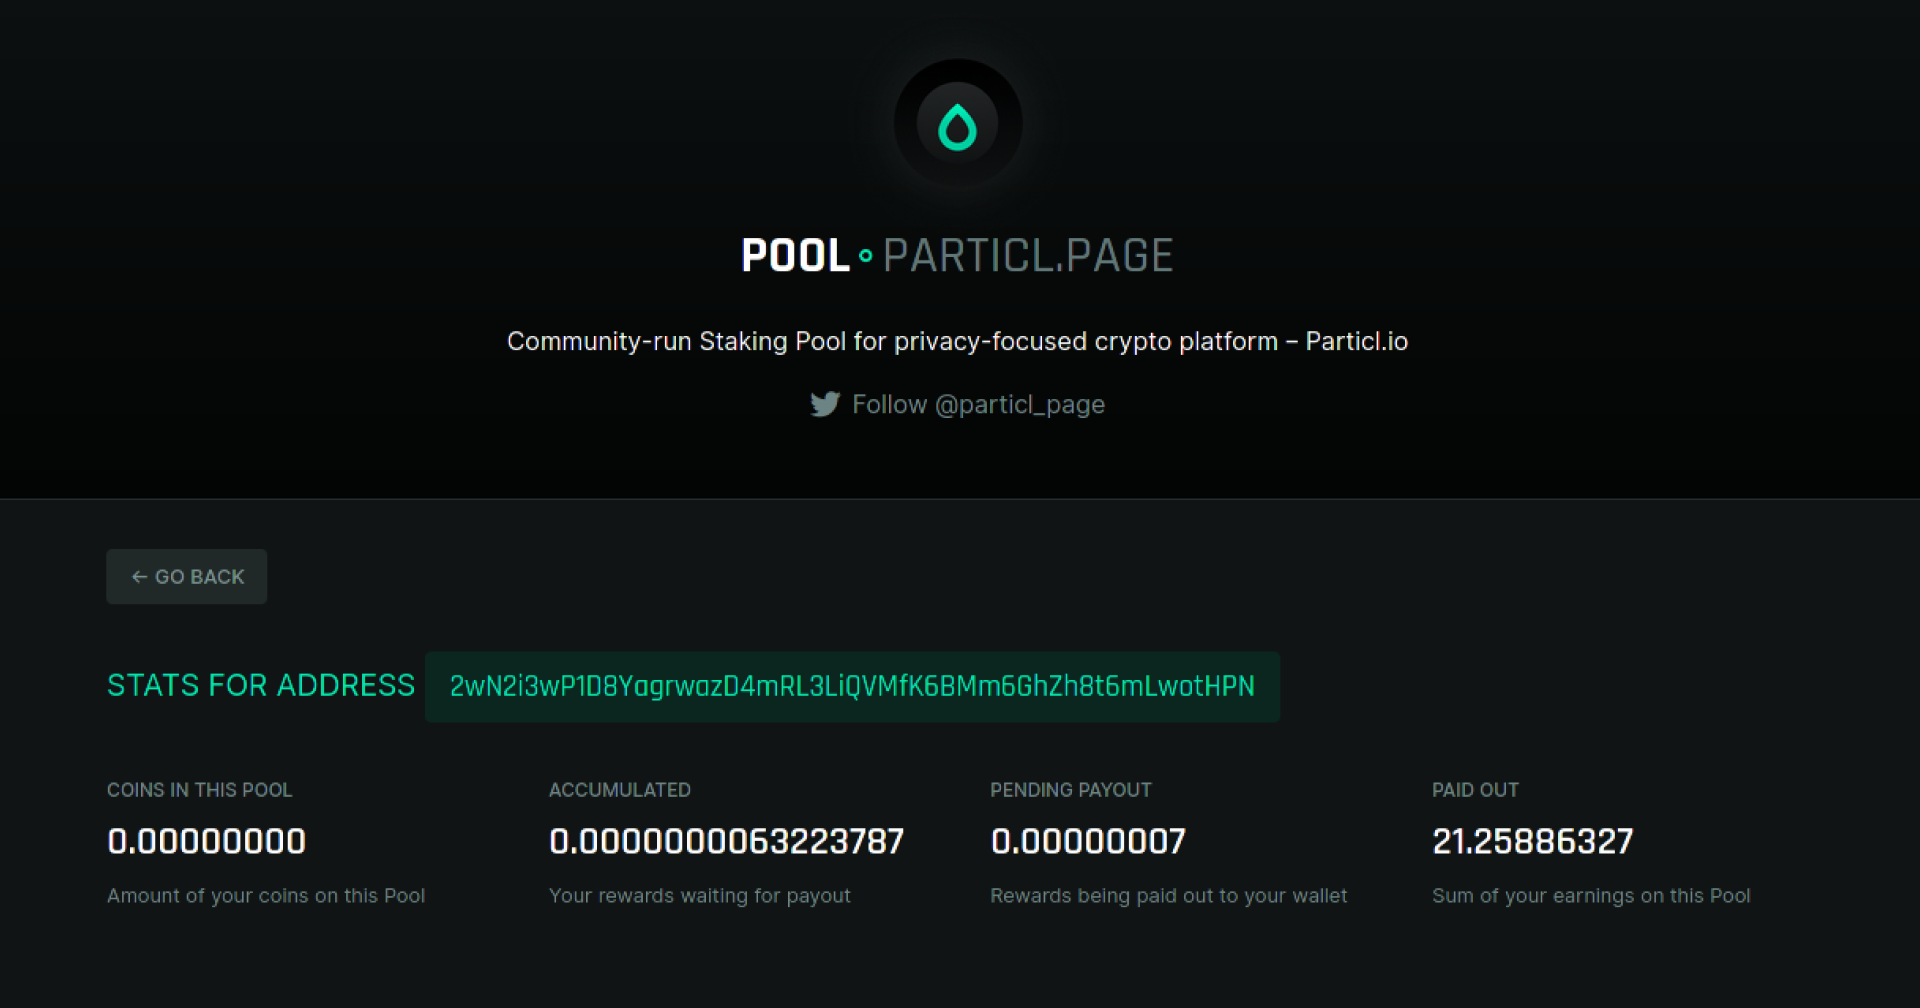 POOL PARTICL.PAGE
Community-run Staking Pool for privacy-focused crypto platform – Particl.io
Follow @particl_page
← GO BACK
STATS FOR ADDRESS 2wN2i3wP1D8YagrwazD4mRL3LiQVMfK6BMm6GhZh8t6mLwotHPN
COINS IN THIS POOL
0.00000000
Amount of your coins on this Pool
ACCUMULATED
0.0000000063223787
Your rewards waiting for payout
PENDING PAYOUT
0.00000007
Rewards being paid out to your wallet
PAID OUT
21.25886327
Sum of your earnings on this Pool